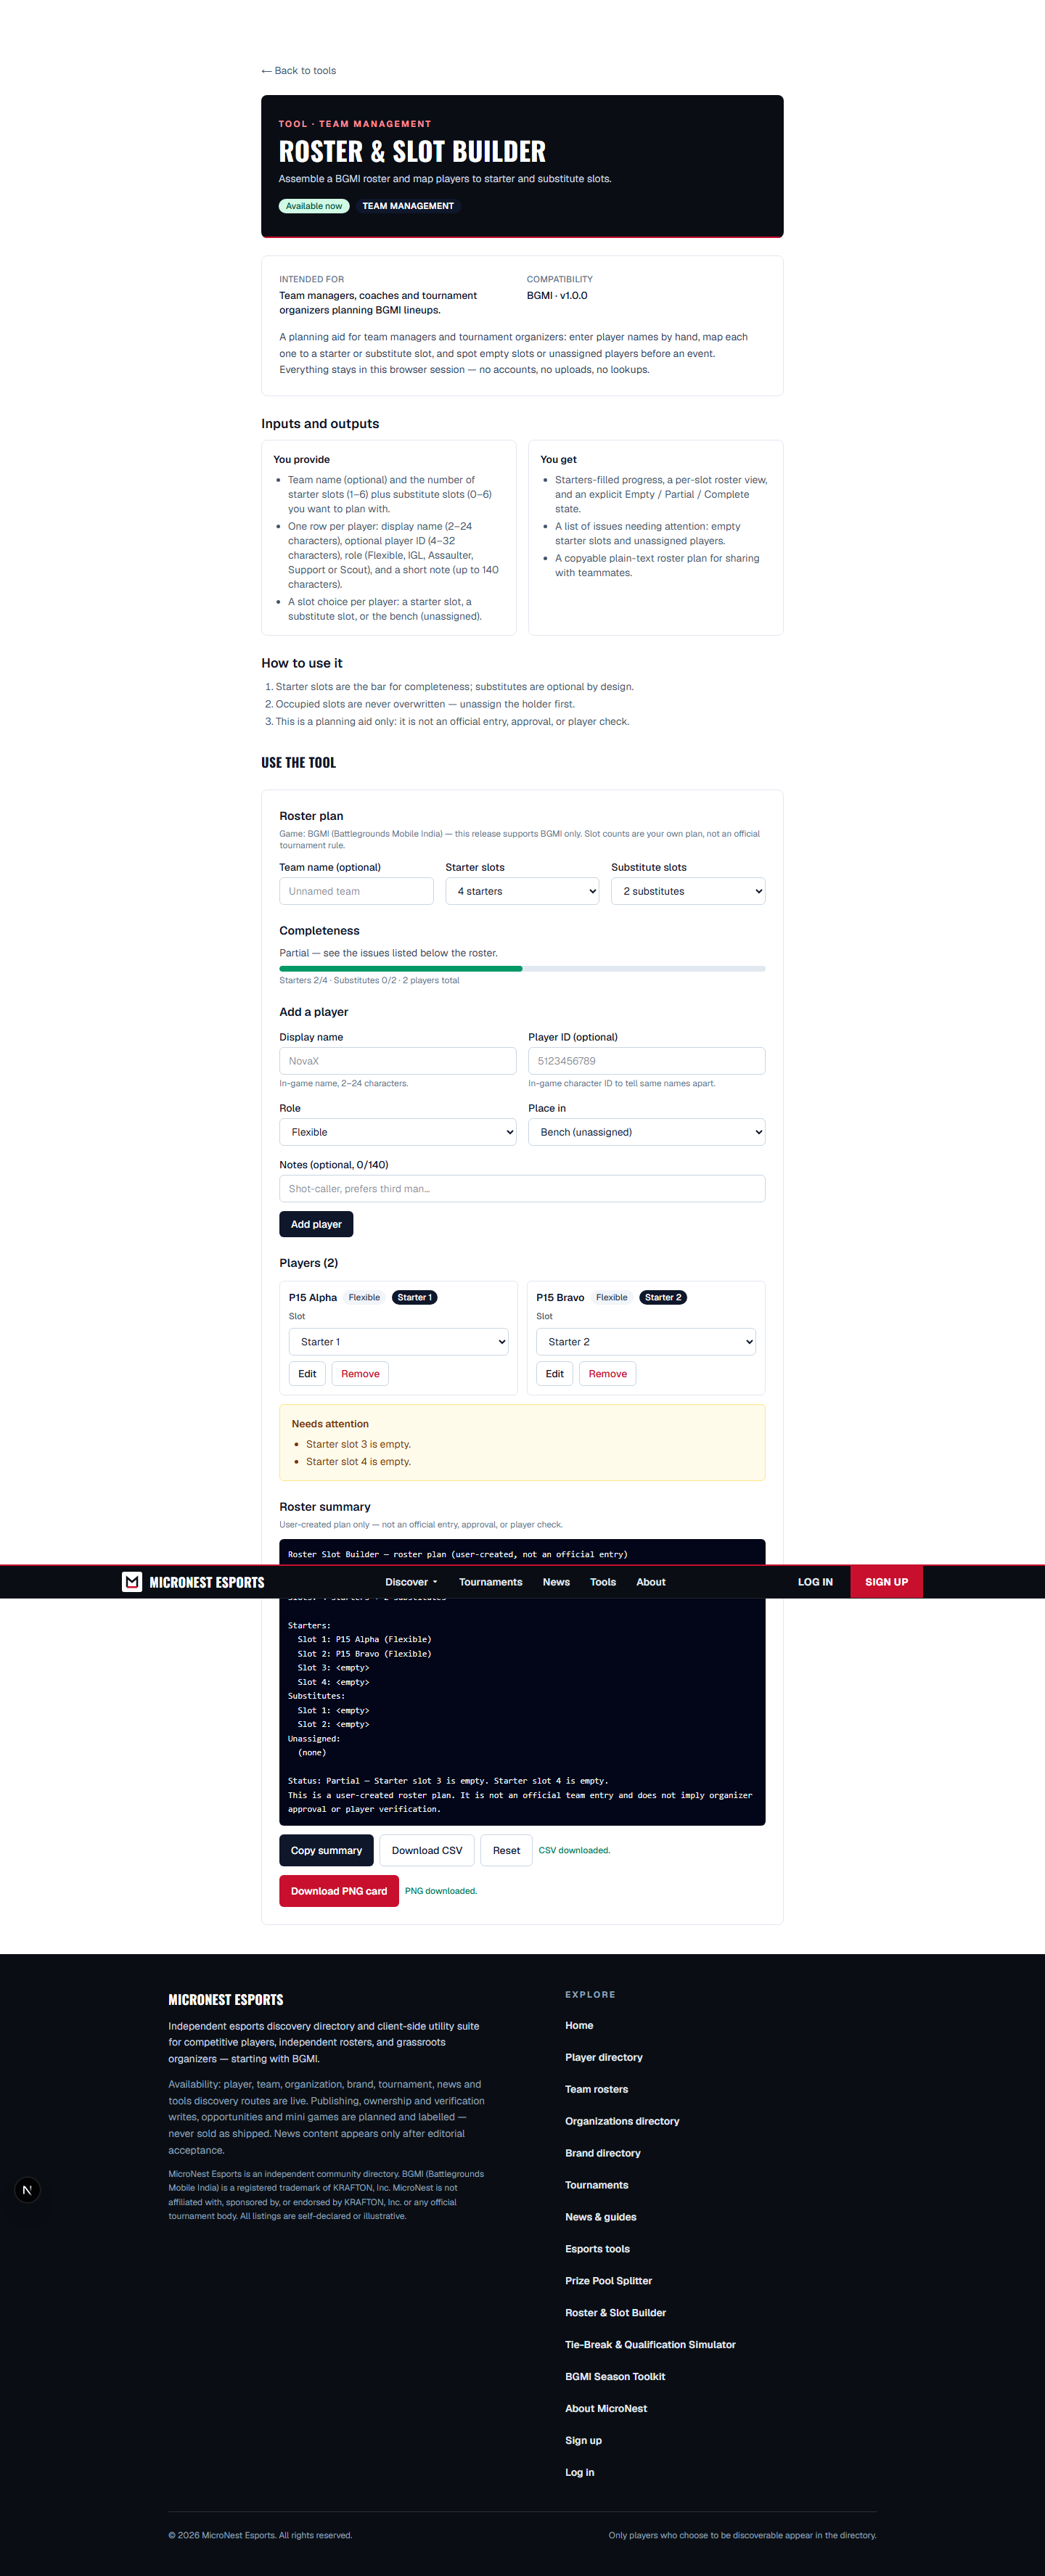 ← Back to tools
TOOL · TEAM MANAGEMENT
ROSTER & SLOT BUILDER
Assemble a BGMI roster and map players to starter and substitute slots.
Available now
TEAM MANAGEMENT
INTENDED FOR
Team managers, coaches and tournament
organizers planning BGMI lineups.
COMPATIBILITY
BGMI · v1.0.0
A planning aid for team managers and tournament organizers: enter player names by hand, map each
one to a starter or substitute slot, and spot empty slots or unassigned players before an event.
Everything stays in this browser session — no accounts, no uploads, no lookups.
Inputs and outputs
You provide
• Team name (optional) and the number of
starter slots (1–6) plus substitute slots (0–6)
you want to plan with.
• One row per player: display name (2–24
characters), optional player ID (4–32
characters), role (Flexible, IGL, Assaulter,
Support or Scout), and a short note (up to 140
characters).
• A slot choice per player: a starter slot, a
substitute slot, or the bench (unassigned).
You get
• Starters-filled progress, a per-slot roster view,
and an explicit Empty / Partial / Complete
state.
• A list of issues needing attention: empty
starter slots and unassigned players.
• A copyable plain-text roster plan for sharing
with teammates.
How to use it
1. Starter slots are the bar for completeness; substitutes are optional by design.
2. Occupied slots are never overwritten — unassign the holder first.
3. This is a planning aid only: it is not an official entry, approval, or player check.
USE THE TOOL
Roster plan
Game: BGMI (Battlegrounds Mobile India) — this release supports BGMI only. Slot counts are your own plan, not an official
tournament rule.
Team name (optional)
Unnamed team
Starter slots
4 starters
Substitute slots
2 substitutes
Completeness
Partial — see the issues listed below the roster.
Starters 2/4 · Substitutes 0/2 · 2 players total
Add a player
Display name
NovaX
In-game name, 2–24 characters.
Player ID (optional)
5123456789
In-game character ID to tell same names apart.
Role
Flexible
Place in
Bench (unassigned)
Notes (optional, 0/140)
Shot-caller, prefers third man…
Add player
Players (2)
P15 Alpha Flexible Starter 1
Slot
Starter 1
Edit Remove
P15 Bravo Flexible Starter 2
Slot
Starter 2
Edit Remove
Needs attention
• Starter slot 3 is empty.
• Starter slot 4 is empty.
Roster summary
User-created plan only — not an official entry, approval, or player check.
Roster Slot Builder — roster plan (user-created, not an official entry)
MICRONEST ESPORTS
Discover Tournaments News Tools About
LOG IN SIGN UP
Starters:
Slot 1: P15 Alpha (Flexible)
Slot 2: P15 Bravo (Flexible)
Slot 3: <empty>
Slot 4: <empty>
Substitutes:
Slot 1: <empty>
Slot 2: <empty>
Unassigned:
(none)
Status: Partial — Starter slot 3 is empty. Starter slot 4 is empty.
This is a user-created roster plan. It is not an official team entry and does not imply organizer
approval or player verification.
Copy summary Download CSV Reset CSV downloaded.
Download PNG card PNG downloaded.
MICRONEST ESPORTS
Independent esports discovery directory and client-side utility suite
for competitive players, independent rosters, and grassroots
organizers — starting with BGMI.
Availability: player, team, organization, brand, tournament, news and
tools discovery routes are live. Publishing, ownership and verification
writes, opportunities and mini games are planned and labelled —
never sold as shipped. News content appears only after editorial
acceptance.
MicroNest Esports is an independent community directory. BGMI (Battlegrounds
Mobile India) is a registered trademark of KRAFTON, Inc. MicroNest is not
affiliated with, sponsored by, or endorsed by KRAFTON, Inc. or any official
tournament body. All listings are self-declared or illustrative.
EXPLORE
Home
Player directory
Team rosters
Organizations directory
Brand directory
Tournaments
News & guides
Esports tools
Prize Pool Splitter
Roster & Slot Builder
Tie-Break & Qualification Simulator
BGMI Season Toolkit
About MicroNest
Sign up
Log in
© 2026 MicroNest Esports. All rights reserved.
Only players who choose to be discoverable appear in the directory.